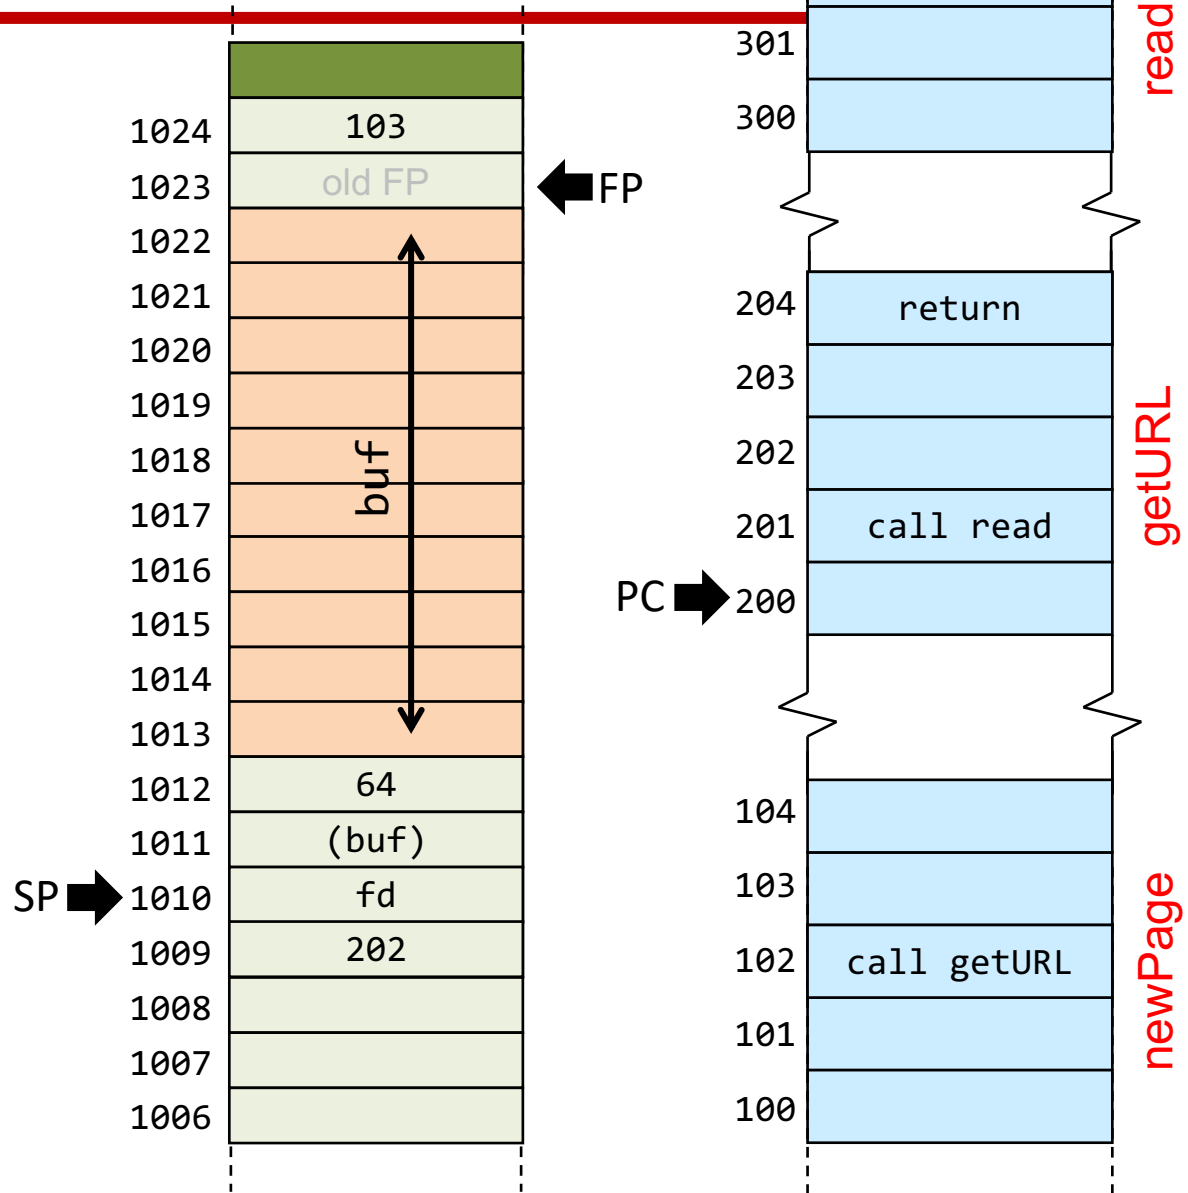 1024 103
1023 old FP
FP
1022
1021
1020
1019
1018
1017
1016
1015
1014
1013
buf
1012 64
1011 (buf)
SP 1010 fd
1009 202
1008
1007
1006
301
300
read
204 return
203
202
201 call read
PC 200
getURL
104
103
102 call getURL
101
100
newPage